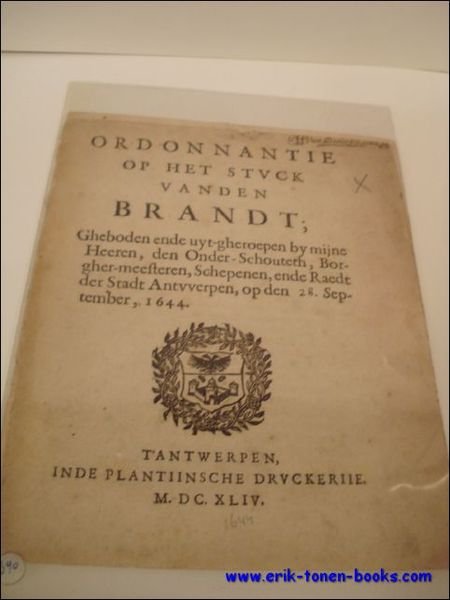 ORDONNANTIE
OP HET STVCK
VANDEN
BRANDT;
Gheboden ende uyt-gheroepen by mijne
Heeren, den Onder-Schouteth, Bor-
gher-meesteren, Schepenen, ende Raedt
der Stadt Antvverpen, op den 28. Sep-
tember, 1644.
T'ANTWERPEN,
INDE PLANTIINSCHE DRVCKERIIE.
M. DC. XLIV.
1644
390
www.erik-tonen-books.com